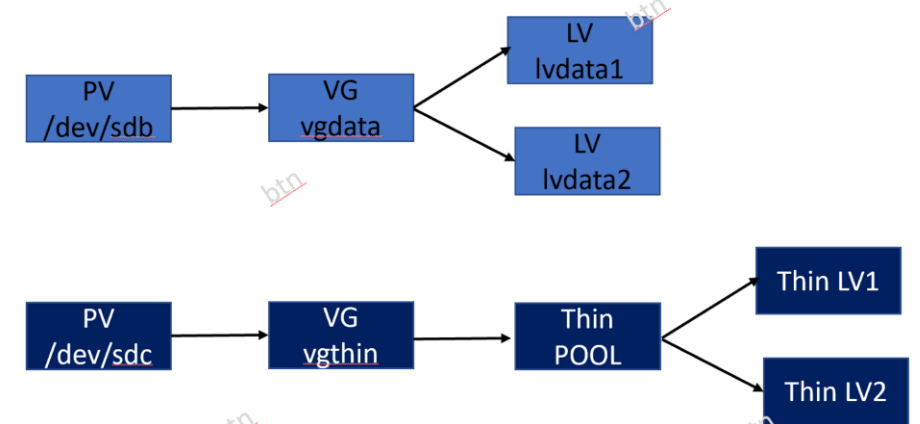 btn
LV
lvdata1
PV
/dev/sdb
VG
vgdata
LV
lvdata2
btn
Thin LV1
PV
/dev/sdc
VG
vgthin
Thin
POOL
Thin LV2